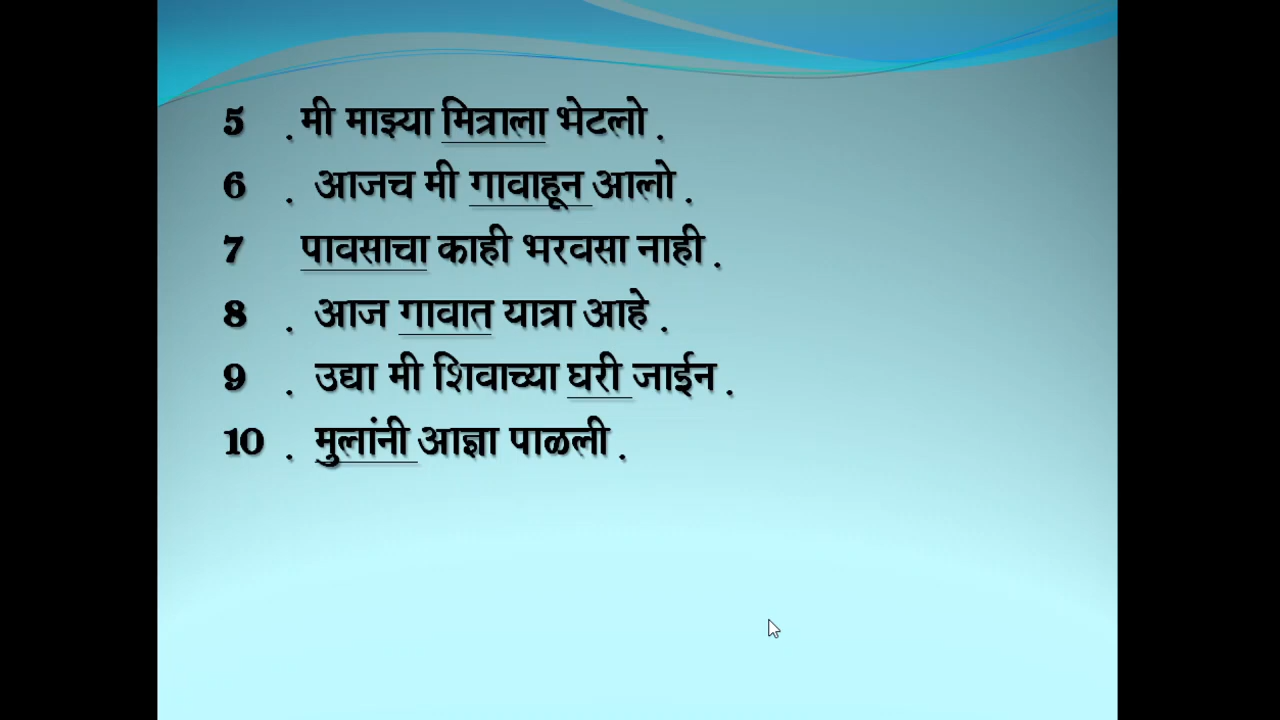 5 . मी माझ्या मित्राला भेटलो .
6 . आजच मी गावाहून आलो .
7 पावसाचा काही भरवसा नाही .
8 . आज गावात यात्रा आहे .
9 . उद्या मी शिवाच्या घरी जाईन .
10 . मुलांनी आज्ञा पाळली .